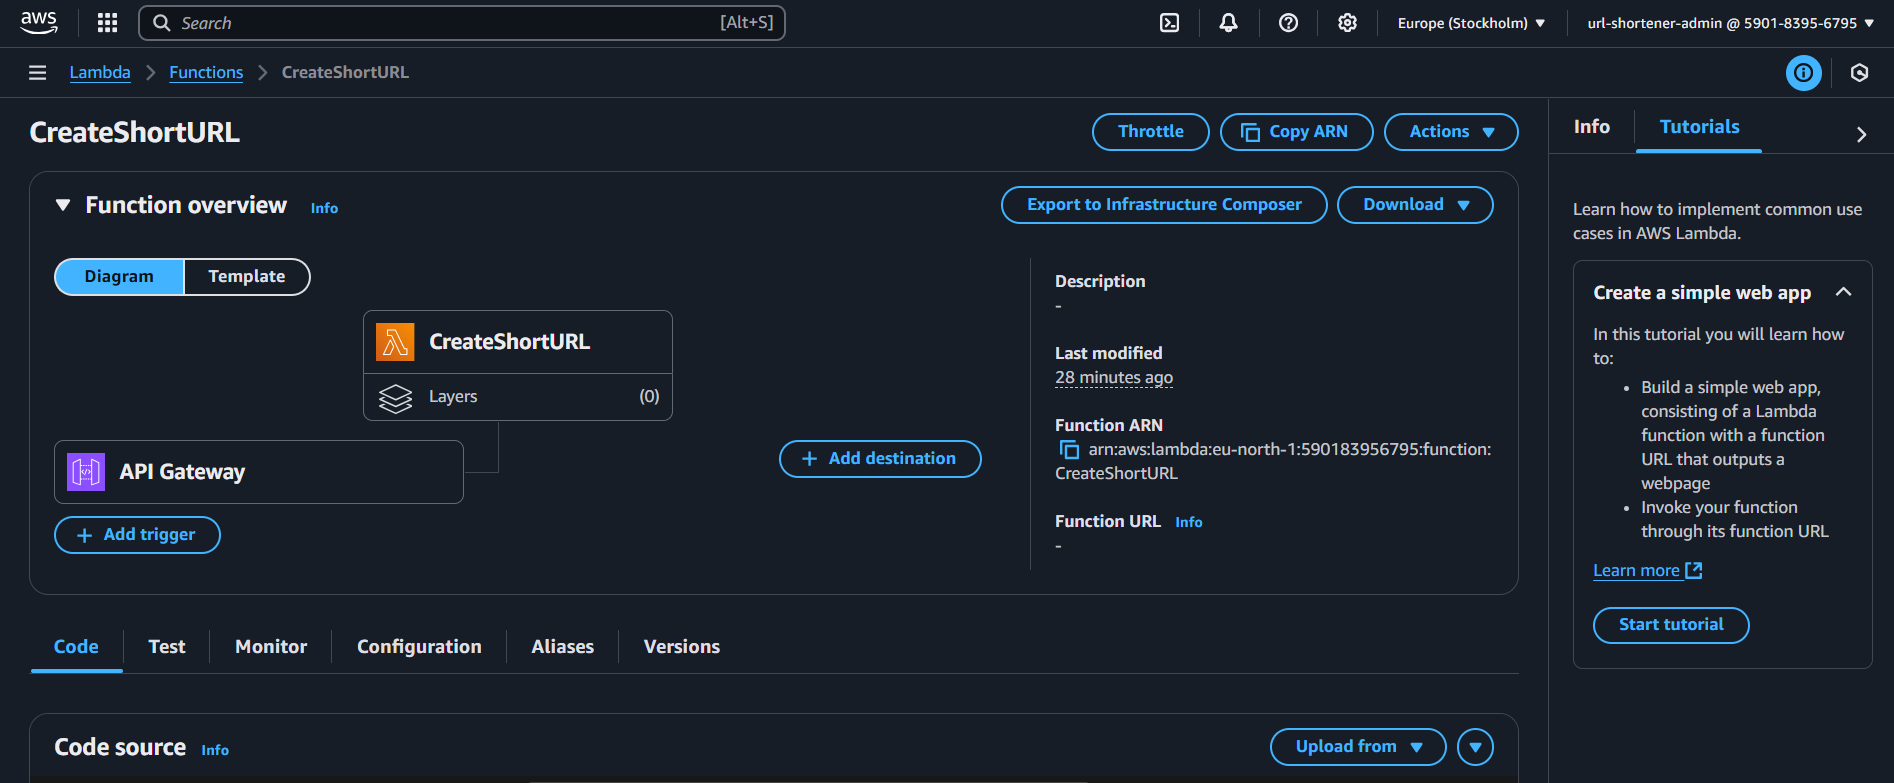 aws
Search [Alt+S]
Europe (Stockholm)
url-shortener-admin @ 5901-8395-6795
Lambda
Functions
CreateShortURL
CreateShortURL
Throttle
Copy ARN
Actions
Function overview Info
Export to Infrastructure Composer
Download
Diagram
Template
CreateShortURL
Layers (0)
API Gateway
Add trigger
Add destination
Description
-
Last modified
28 minutes ago
Function ARN
arn:aws:lambda:eu-north-1:590183956795:function:
CreateShortURL
Function URL Info
-
Code
Test
Monitor
Configuration
Aliases
Versions
Code source Info
Upload from
Info
Tutorials
Learn how to implement common use
cases in AWS Lambda.
Create a simple web app
In this tutorial you will learn how
to:
• Build a simple web app,
consisting of a Lambda
function with a function
URL that outputs a
webpage
• Invoke your function
through its function URL
Learn more
Start tutorial